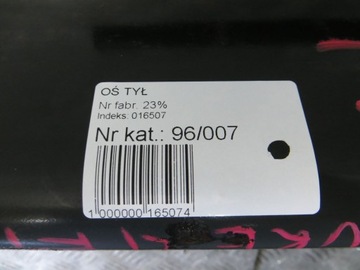 OŚ TYŁ
Nr fabr. 23%
Indeks: 016507
Nr kat.: 96/007
1 000000 165074